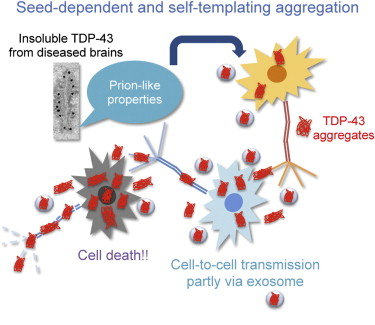 Seed-dependent and self-templating aggregation
Insoluble TDP-43
from diseased brains
Prion-like
properties
TDP-43
aggregates
Cell death!!
Cell-to-cell transmission
partly via exosome